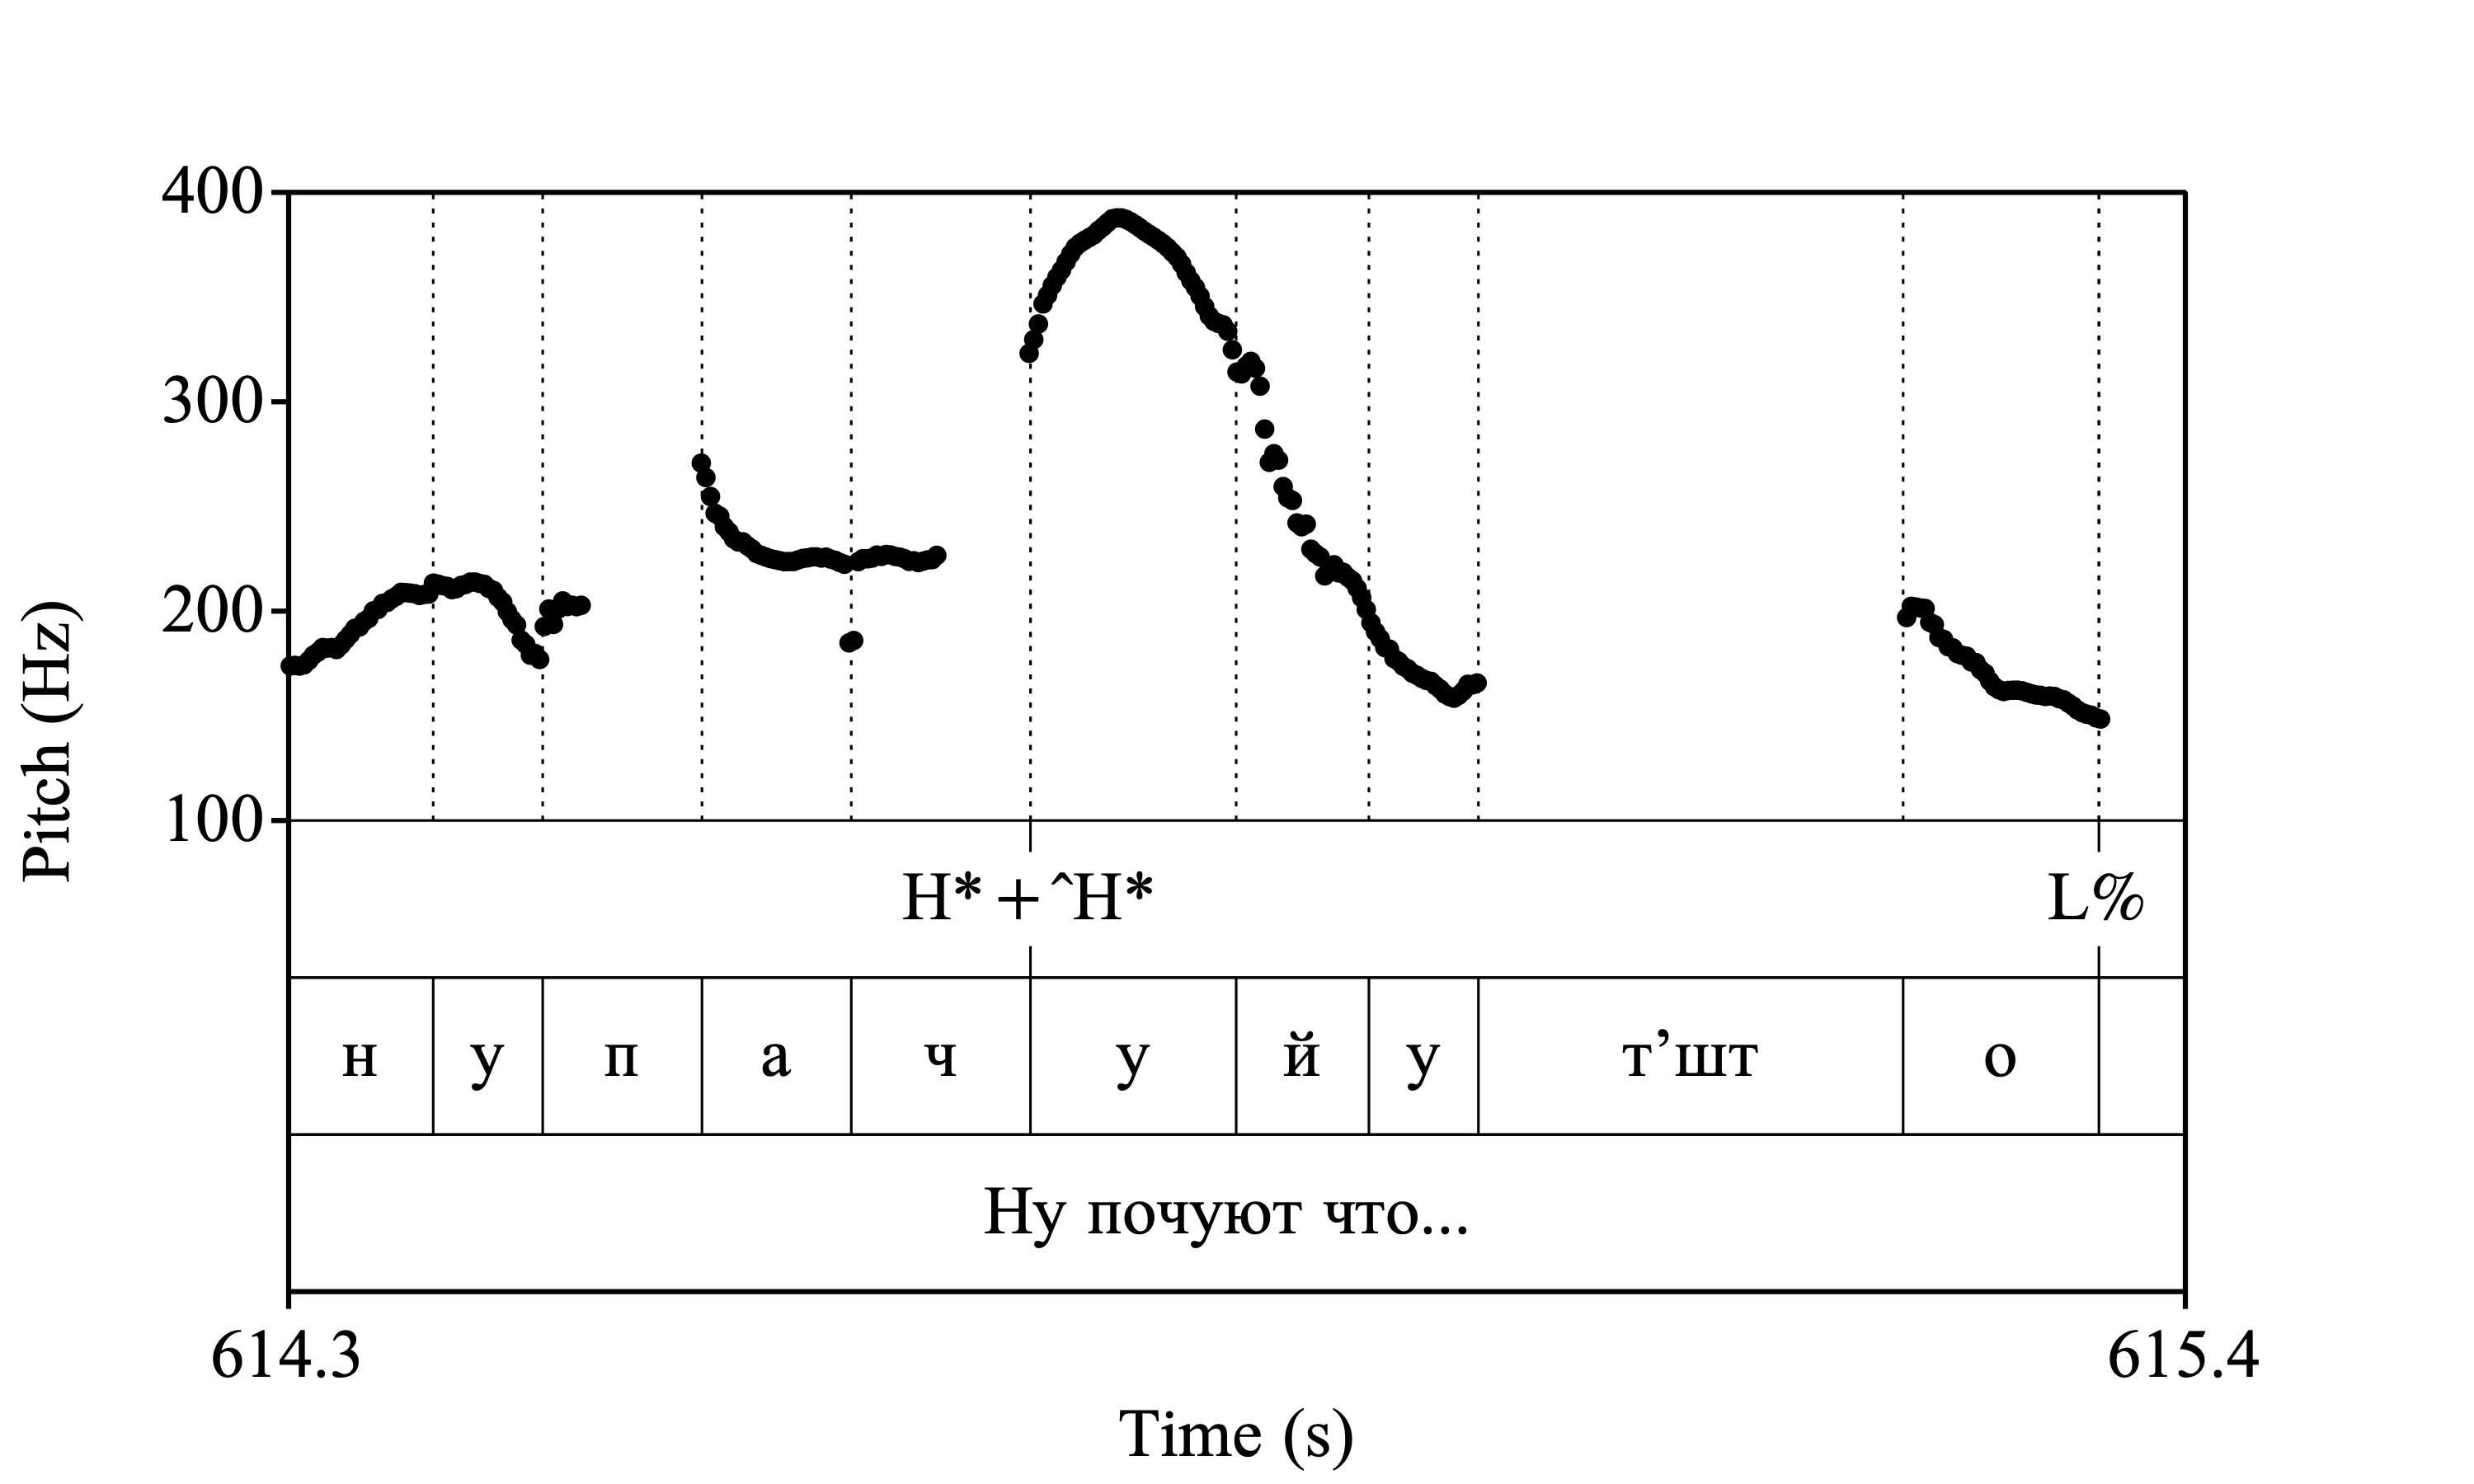 400
300
200
100
Pitch (Hz)
H* + ^H* L%
н у п а ч у й у т’шт о
Ну почуют что...
614.3 615.4
Time (s)